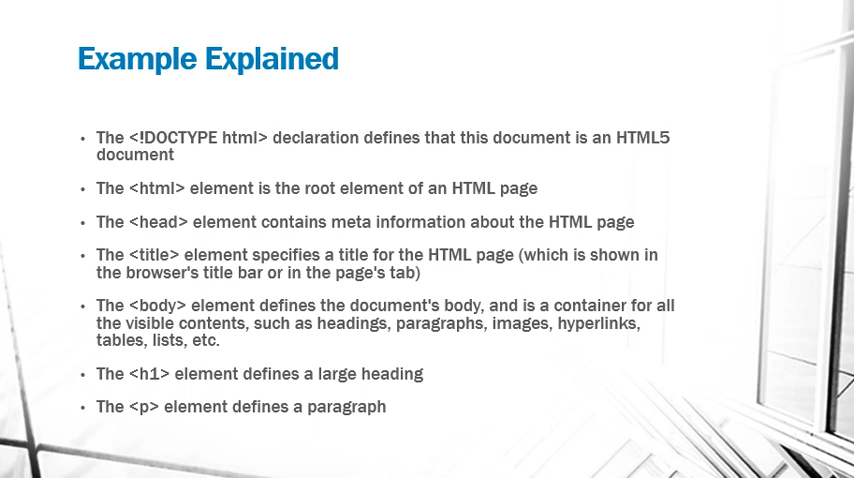 Example Explained
• The <!DOCTYPE html> declaration defines that this document is an HTML5
document
• The <html> element is the root element of an HTML page
• The <head> element contains meta information about the HTML page
• The <title> element specifies a title for the HTML page (which is shown in
the browser's title bar or in the page's tab)
• The <body> element defines the document's body, and is a container for all
the visible contents, such as headings, paragraphs, images, hyperlinks,
tables, lists, etc.
• The <h1> element defines a large heading
• The <p> element defines a paragraph